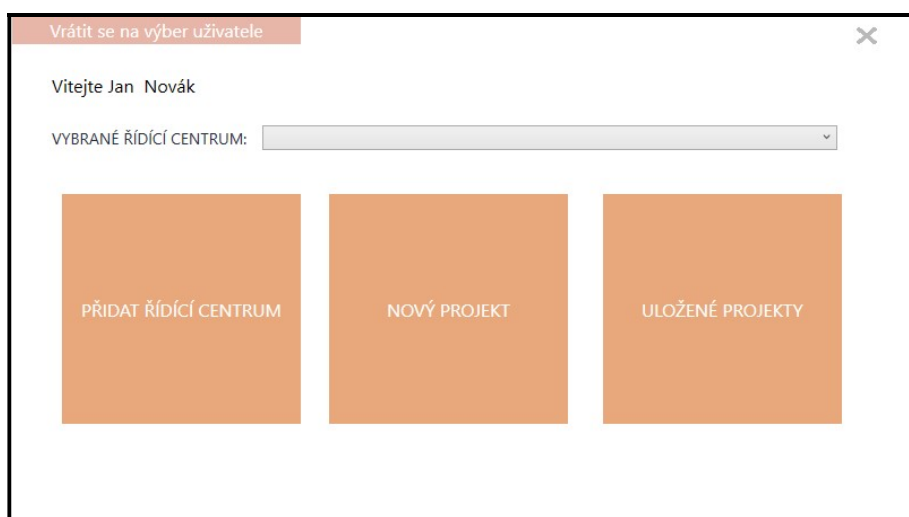 Vrátit se na výber uživatele
Vitejte Jan Novák
VYBRANÉ ŘÍDÍCÍ CENTRUM:
PŘIDAT ŘÍDÍCÍ CENTRUM
NOVÝ PROJEKT
ULOŽENÉ PROJEKTY